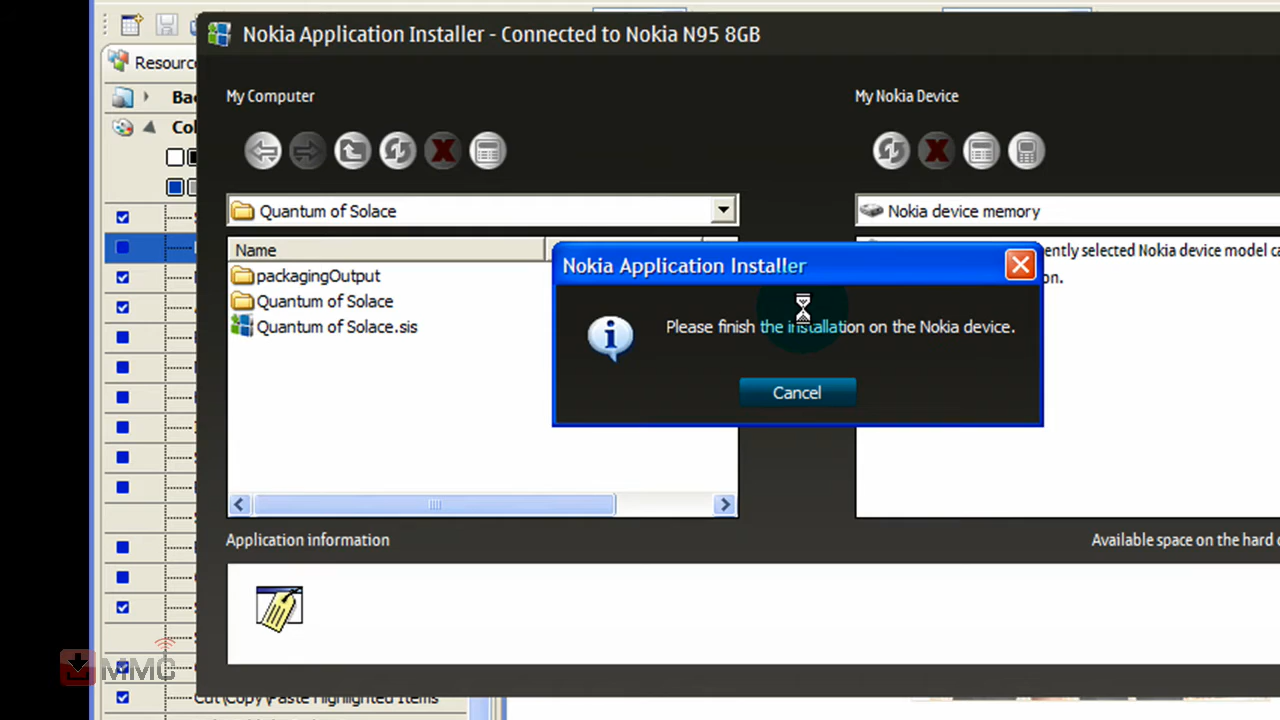 Nokia Application Installer - Connected to Nokia N95 8GB
Resourc
My Computer
My Nokia Device
Bac
Col
Quantum of Solace
Nokia device memory
Name
ently selected Nokia device model ca
on.
packagingOutput
Quantum of Solace
Quantum of Solace.sis
Nokia Application Installer
Please finish the installation on the Nokia device.
Cancel
Application information
Available space on the hard
MMC
Cut\Copy\Paste Highlighted Items